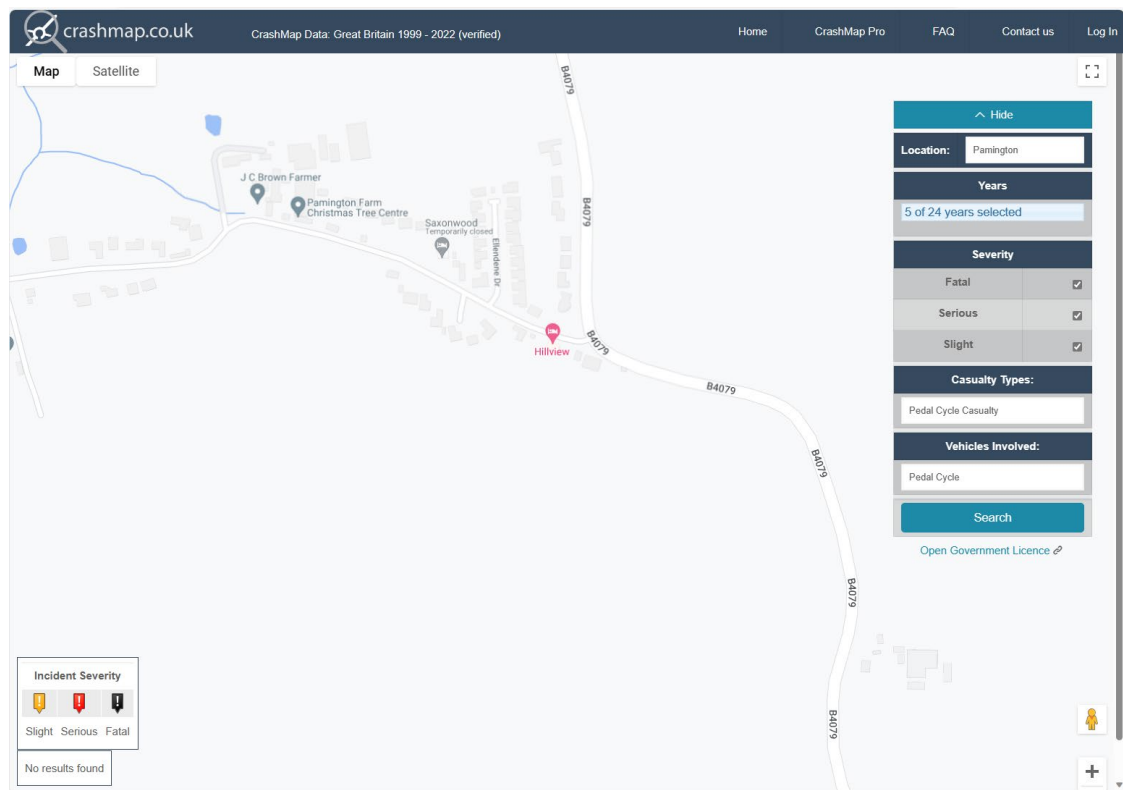 crashmap.co.uk
CrashMap Data: Great Britain 1999 - 2022 (verified)
Home
CrashMap Pro
FAQ
Contact us
Log In
Map
Satellite
B4079
Hide
Location:
Pamington
Years
5 of 24 years selected
Severity
Fatal
Serious
Slight
Casualty Types:
Pedal Cycle Casualty
Vehicles Involved:
Pedal Cycle
Search
Open Government Licence
J C Brown Farmer
Pamington Farm
Christmas Tree Centre
Saxonwood
Temporarily closed
Ellendene Dr
B4079
Hillview
B4079
B4079
B4079
B4079
B4079
Incident Severity
Slight
Serious
Fatal
No results found